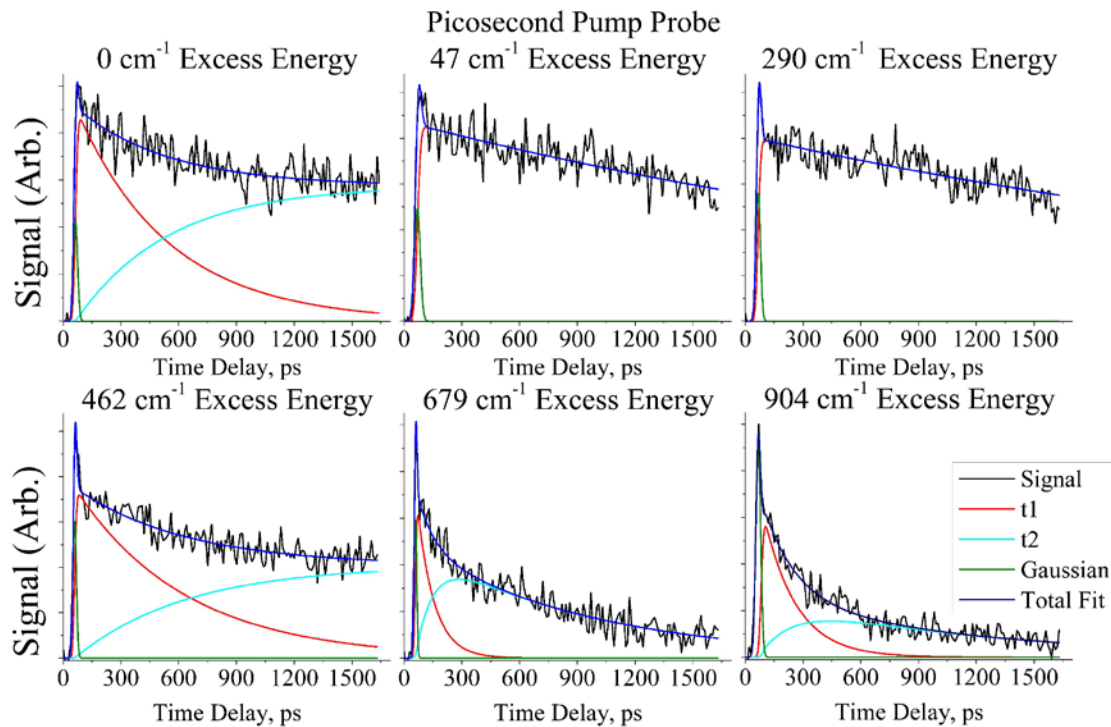 Picosecond Pump Probe
0 cm-1 Excess Energy
47 cm-1 Excess Energy
290 cm-1 Excess Energy
Signal (Arb.)
0 300 600 900 1200 1500
0 300 600 900 1200 1500
0 300 600 900 1200 1500
Time Delay, ps
Time Delay, ps
Time Delay, ps
462 cm-1 Excess Energy
679 cm-1 Excess Energy
904 cm-1 Excess Energy
Signal (Arb.)
Signal
t1
t2
Gaussian
Total Fit
0 300 600 900 1200 1500
0 300 600 900 1200 1500
0 300 600 900 1200 1500
Time Delay, ps
Time Delay, ps
Time Delay, ps